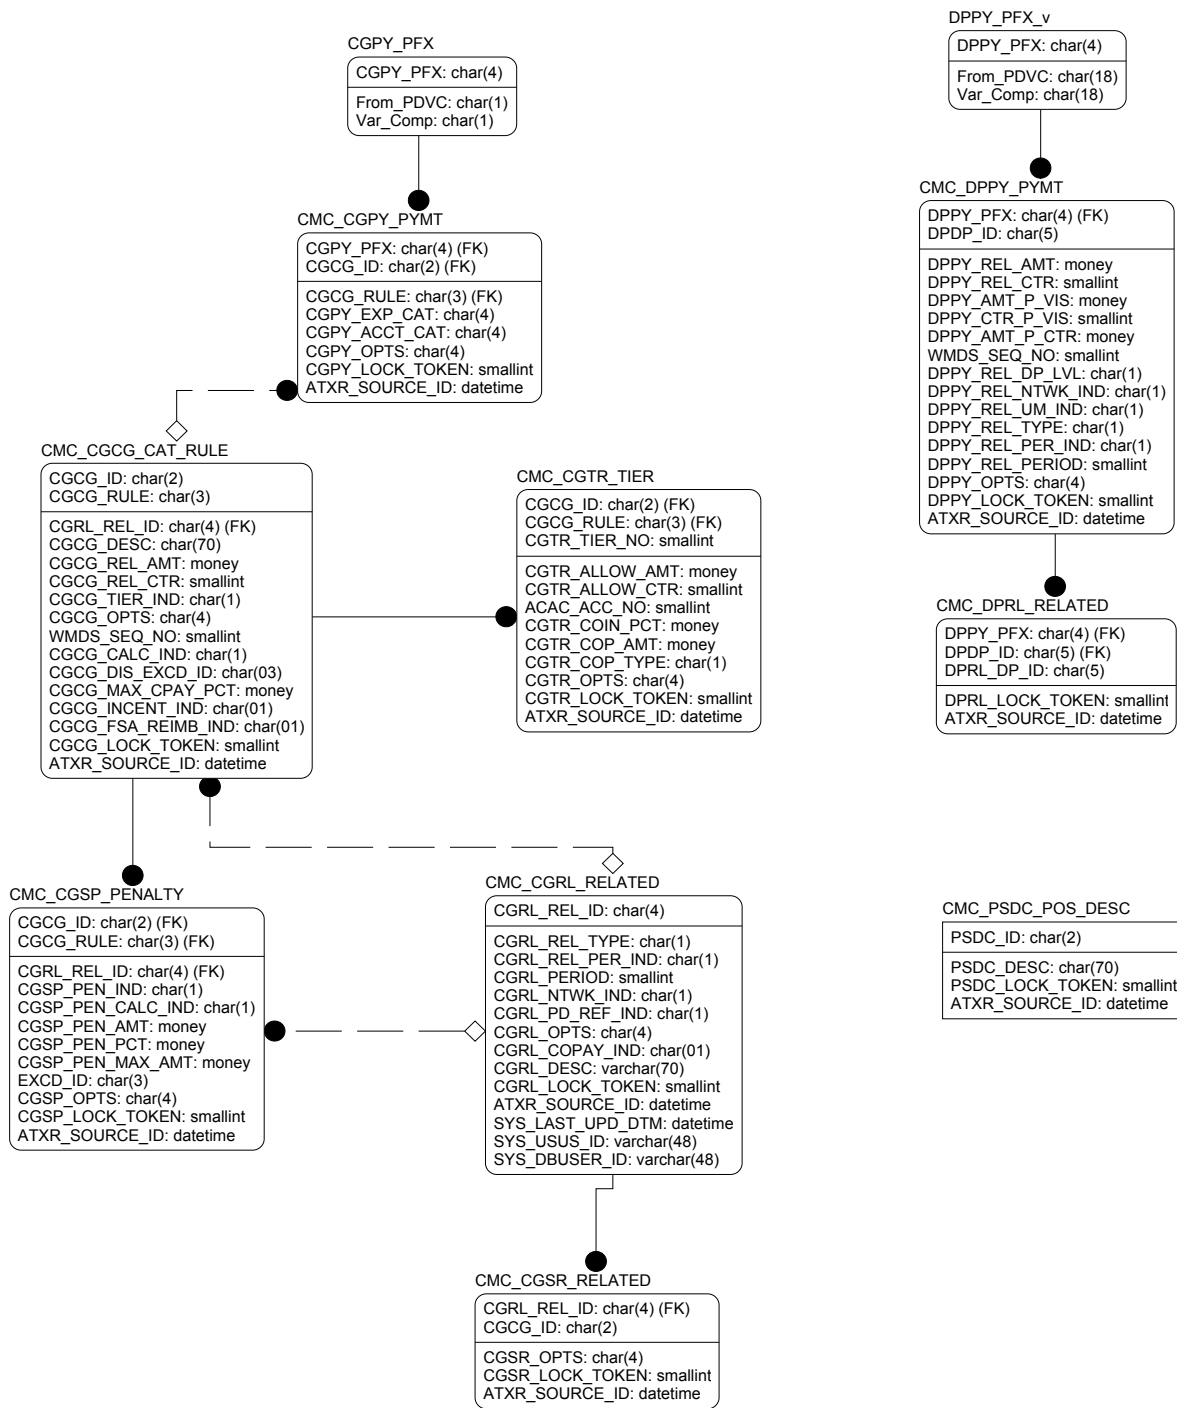 CGPY_PFX
CGPY_PFX: char(4)
From_PDVC: char(1)
Var_Comp: char(1)
DPPY_PFX_v
DPPY_PFX: char(4)
From_PDVC: char(18)
Var_Comp: char(18)
CMC_CGPY_PYMT
CGPY_PFX: char(4) (FK)
CGCG_ID: char(2) (FK)
CGCG_RULE: char(3) (FK)
CGPY_EXP_CAT: char(4)
CGPY_ACCT_CAT: char(4)
CGPY_OPTS: char(4)
CGPY_LOCK_TOKEN: smallint
ATXR_SOURCE_ID: datetime
CMC_DPPY_PYMT
DPPY_PFX: char(4) (FK)
DPDP_ID: char(5)
DPPY_REL_AMT: money
DPPY_REL_CTR: smallint
DPPY_AMT_P_VIS: money
DPPY_CTR_P_VIS: smallint
DPPY_AMT_P_CTR: money
WMDS_SEQ_NO: smallint
DPPY_REL_DP_LVL: char(1)
DPPY_REL_NTWK_IND: char(1)
DPPY_REL_UM_IND: char(1)
DPPY_REL_TYPE: char(1)
DPPY_REL_PER_IND: char(1)
DPPY_REL_PERIOD: smallint
DPPY_OPTS: char(4)
DPPY_LOCK_TOKEN: smallint
ATXR_SOURCE_ID: datetime
CMC_CGCG_CAT_RULE
CGCG_ID: char(2)
CGCG_RULE: char(3)
CGRL_REL_ID: char(4) (FK)
CGCG_DESC: char(70)
CGCG_REL_AMT: money
CGCG_REL_CTR: smallint
CGCG_TIER_IND: char(1)
CGCG_OPTS: char(4)
WMDS_SEQ_NO: smallint
CGCG_CALC_IND: char(1)
CGCG_DIS_EXCD_ID: char(03)
CGCG_MAX_CPAY_PCT: money
CGCG_INCENT_IND: char(01)
CGCG_FSA_REIMB_IND: char(01)
CGCG_LOCK_TOKEN: smallint
ATXR_SOURCE_ID: datetime
CMC_CGTR_TIER
CGCG_ID: char(2) (FK)
CGCG_RULE: char(3) (FK)
CGTR_TIER_NO: smallint
CGTR_ALLOW_AMT: money
CGTR_ALLOW_CTR: smallint
ACAC_ACC_NO: smallint
CGTR_COIN_PCT: money
CGTR_COP_AMT: money
CGTR_COP_TYPE: char(1)
CGTR_OPTS: char(4)
CGTR_LOCK_TOKEN: smallint
ATXR_SOURCE_ID: datetime
CMC_DPRL_RELATED
DPPY_PFX: char(4) (FK)
DPDP_ID: char(5) (FK)
DPRL_DP_ID: char(5)
DPRL_LOCK_TOKEN: smallint
ATXR_SOURCE_ID: datetime
CMC_CGSP_PENALTY
CGCG_ID: char(2) (FK)
CGCG_RULE: char(3) (FK)
CGRL_REL_ID: char(4) (FK)
CGSP_PEN_IND: char(1)
CGSP_PEN_CALC_IND: char(1)
CGSP_PEN_AMT: money
CGSP_PEN_PCT: money
CGSP_PEN_MAX_AMT: money
EXCD_ID: char(3)
CGSP_OPTS: char(4)
CGSP_LOCK_TOKEN: smallint
ATXR_SOURCE_ID: datetime
CMC_CGRL_RELATED
CGRL_REL_ID: char(4)
CGRL_REL_TYPE: char(1)
CGRL_REL_PER_IND: char(1)
CGRL_PERIOD: smallint
CGRL_NTWK_IND: char(1)
CGRL_PD_REF_IND: char(1)
CGRL_OPTS: char(4)
CGRL_COPAY_IND: char(01)
CGRL_DESC: varchar(70)
CGRL_LOCK_TOKEN: smallint
ATXR_SOURCE_ID: datetime
SYS_LAST_UPD_DTM: datetime
SYS_USUS_ID: varchar(48)
SYS_DBUSER_ID: varchar(48)
CMC_PSDC_POS_DESC
PSDC_ID: char(2)
PSDC_DESC: char(70)
PSDC_LOCK_TOKEN: smallint
ATXR_SOURCE_ID: datetime
CMC_CGSR_RELATED
CGRL_REL_ID: char(4) (FK)
CGCG_ID: char(2)
CGSR_OPTS: char(4)
CGSR_LOCK_TOKEN: smallint
ATXR_SOURCE_ID: datetime